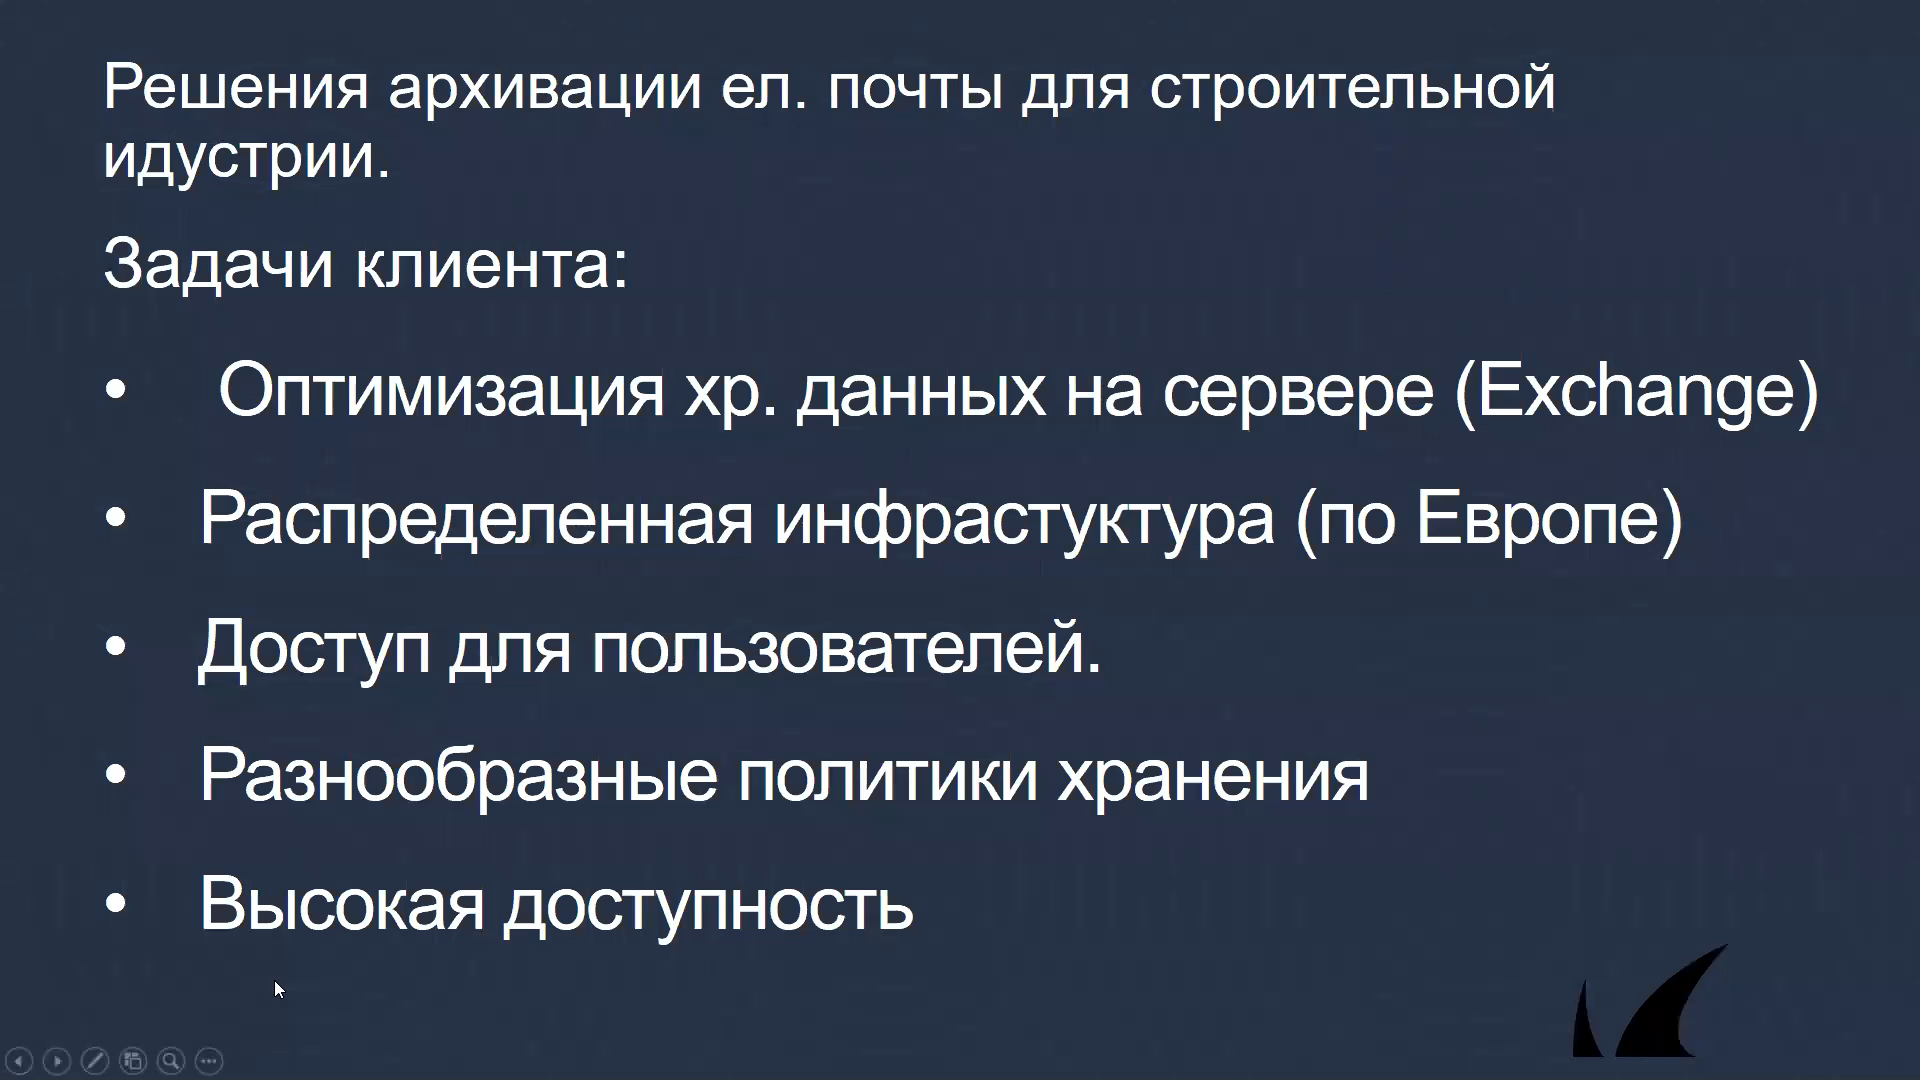 Решения архивации ел. почты для строительной
идустрии.
Задачи клиента:
• Оптимизация хр. данных на сервере (Exchange)
• Распределенная инфрастуктура (по Европе)
• Доступ для пользователей.
• Разнообразные политики хранения
• Высокая доступность